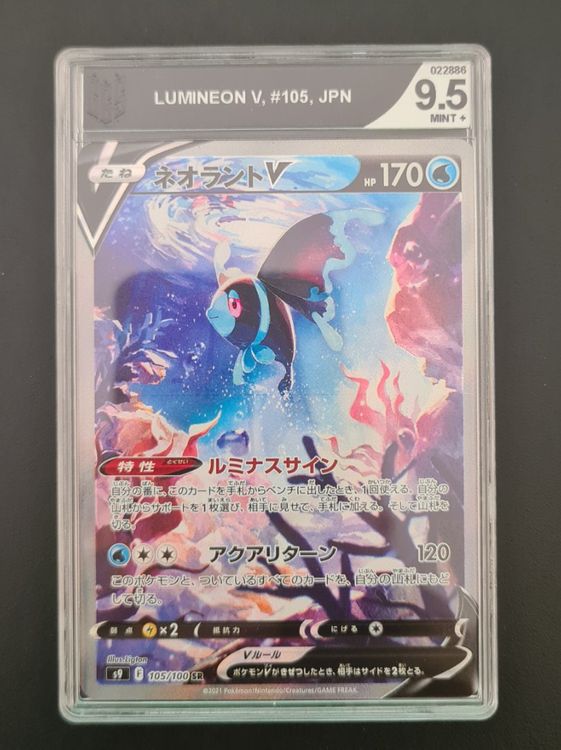 LUMINEON V, #105, JPN
022886
9.5
MINT +
たね
ネオラントV
HP 170
特性 とくせい
ルミナスサイン
自分の番に、このカードを手札からベンチに出したとき、1回使える。自分の
山札からサポートを1枚選び、相手に見せて、手札に加える。そして山札を
切る。
アクアリターン 120
このポケモンと、ついているすべてのカードを、自分の山札にもど
して切る。
弱点 ×2 抵抗力 にげる
Illus. Ligton
Vルール
ポケモンVがきぜつしたとき、相手はサイドを2枚とる。
s9 F 105/100 SR
©2021 Pokémon/Nintendo/Creatures/GAME FREAK.